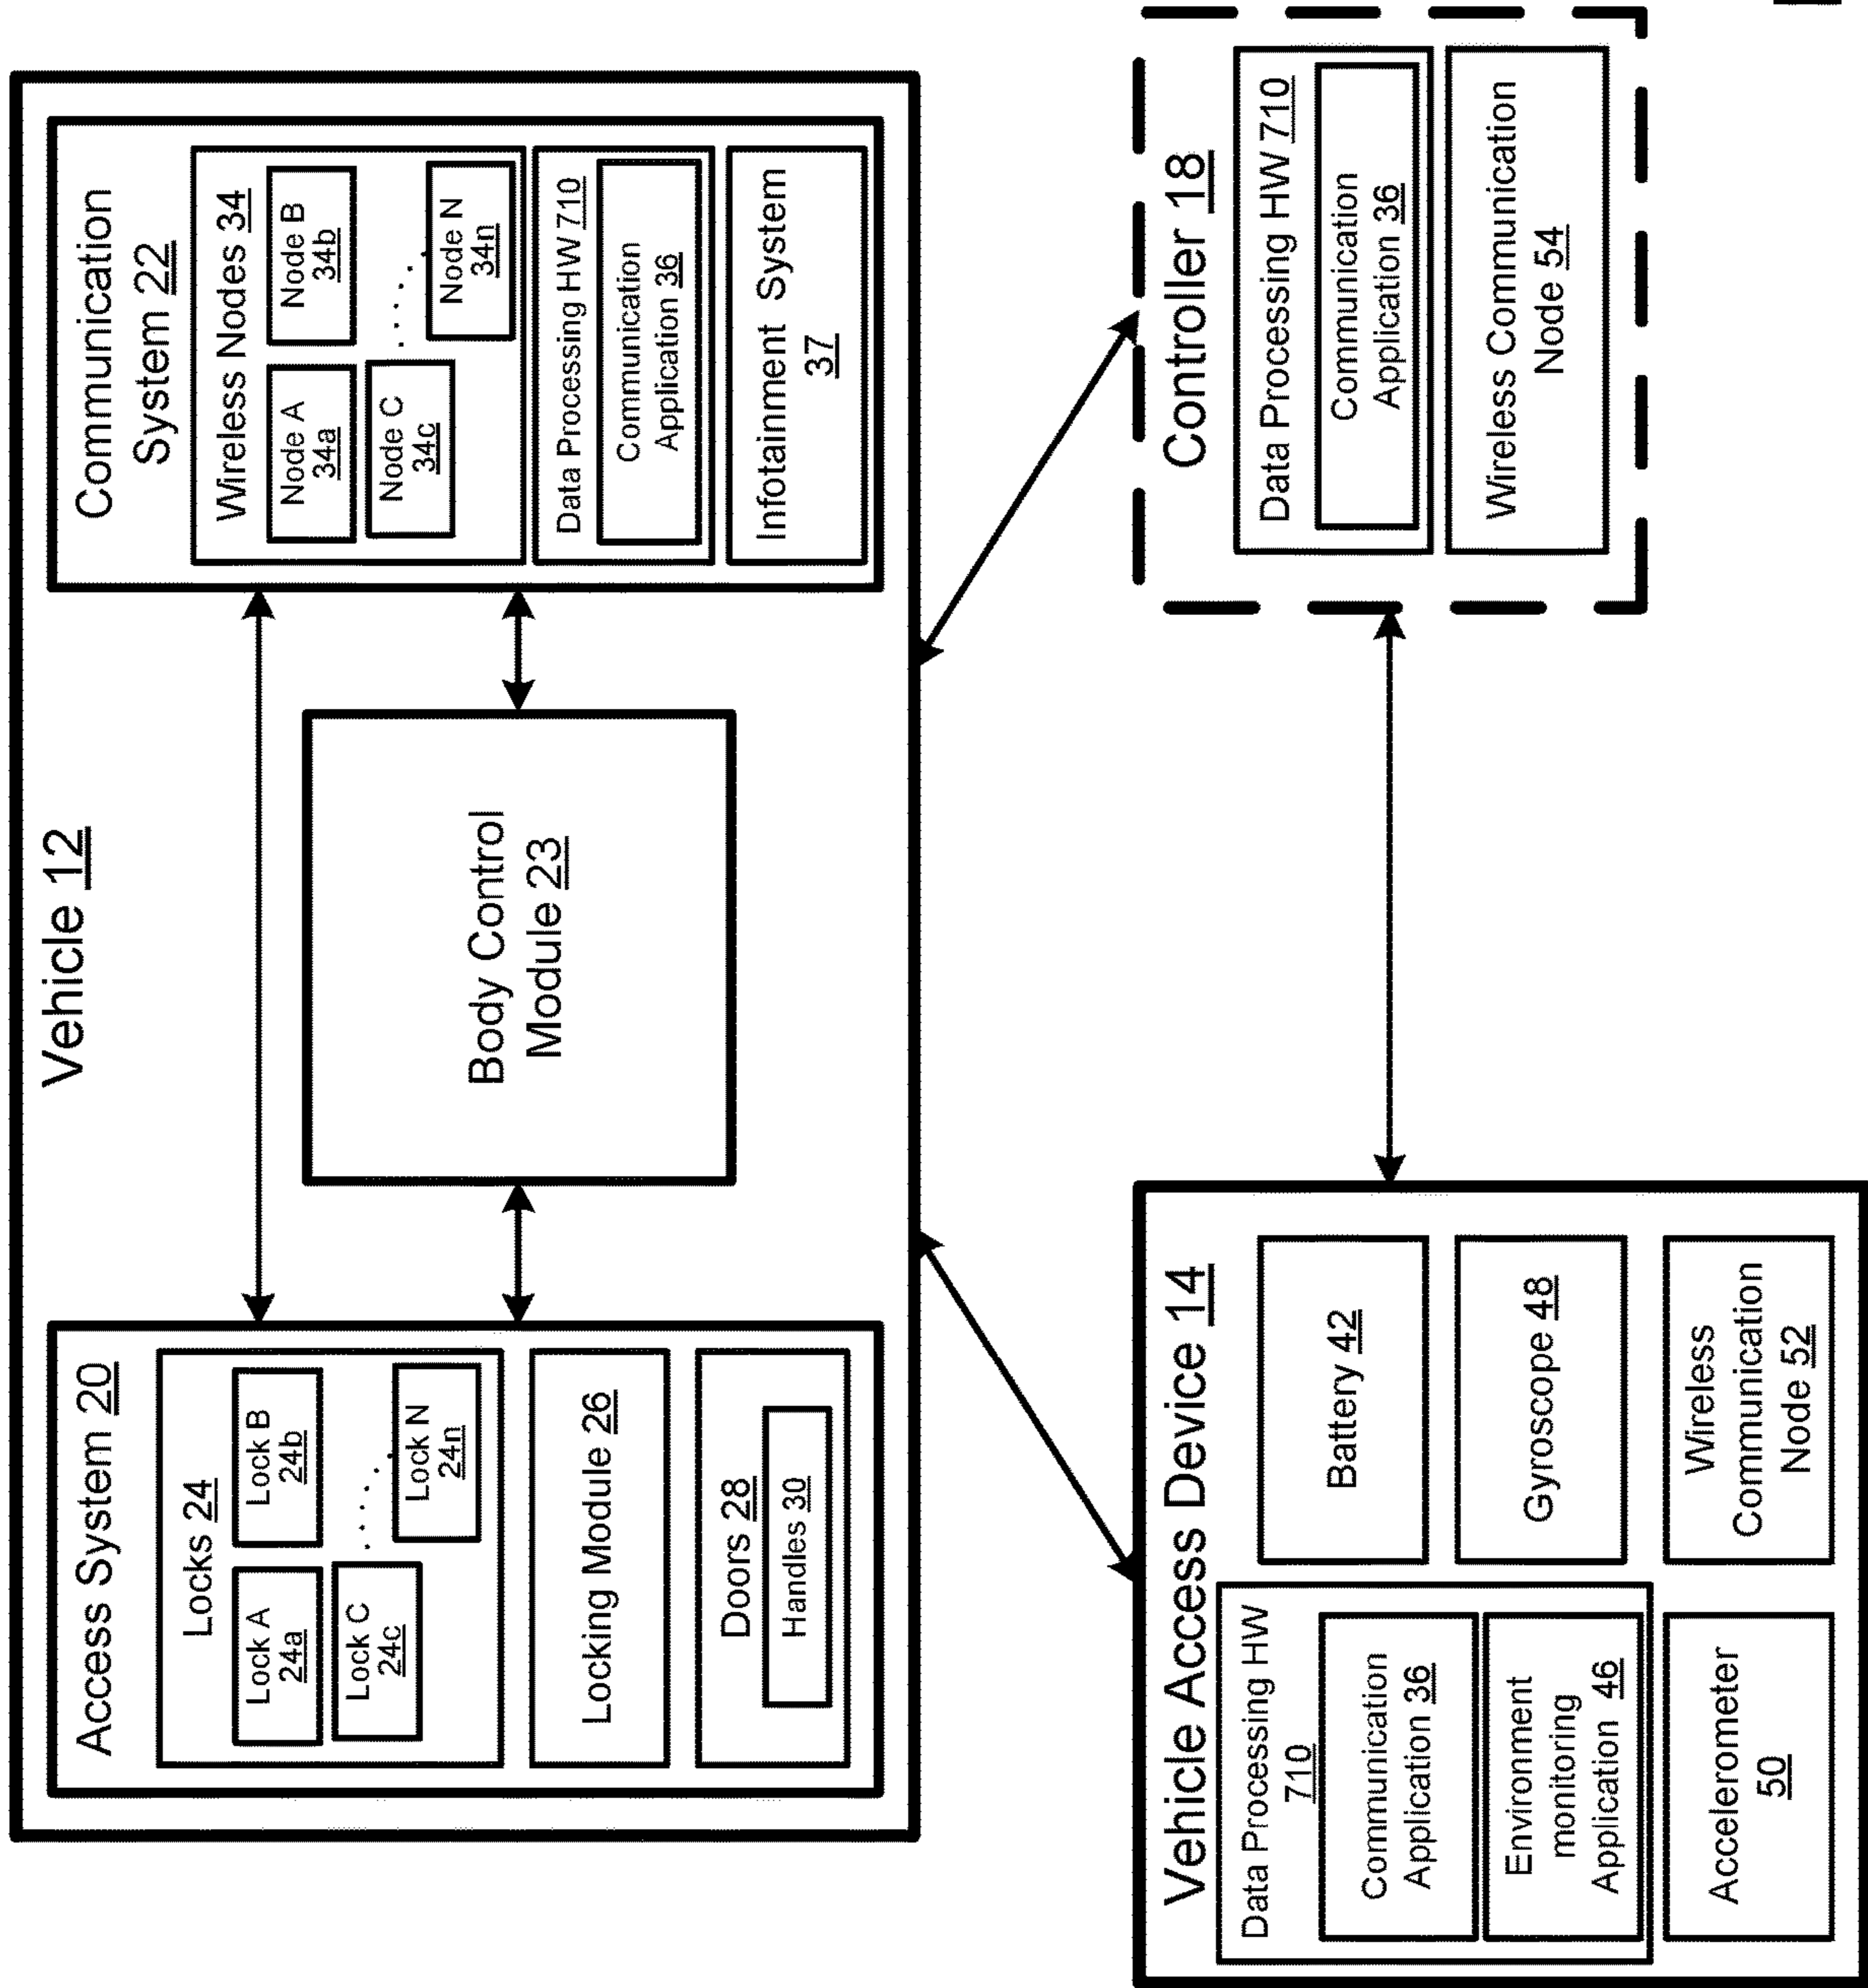 Vehicle 12
Access System 20
Locks 24
Lock A
24a
Lock B
24b
Lock C
24c
.....
Lock N
24n
Locking Module 26
Doors 28
Handles 30
Body Control
Module 23
Communication
System 22
Wireless Nodes 34
Node A
34a
Node B
34b
Node C
34c
.....
Node N
34n
Data Processing HW 710
Communication
Application 36
Infotainment System
37
Vehicle Access Device 14
Data Processing HW
710
Communication
Application 36
Environment
monitoring
Application 46
Accelerometer
50
Battery 42
Gyroscope 48
Wireless
Communication
Node 52
Controller 18
Data Processing HW 710
Communication
Application 36
Wireless Communication
Node 54